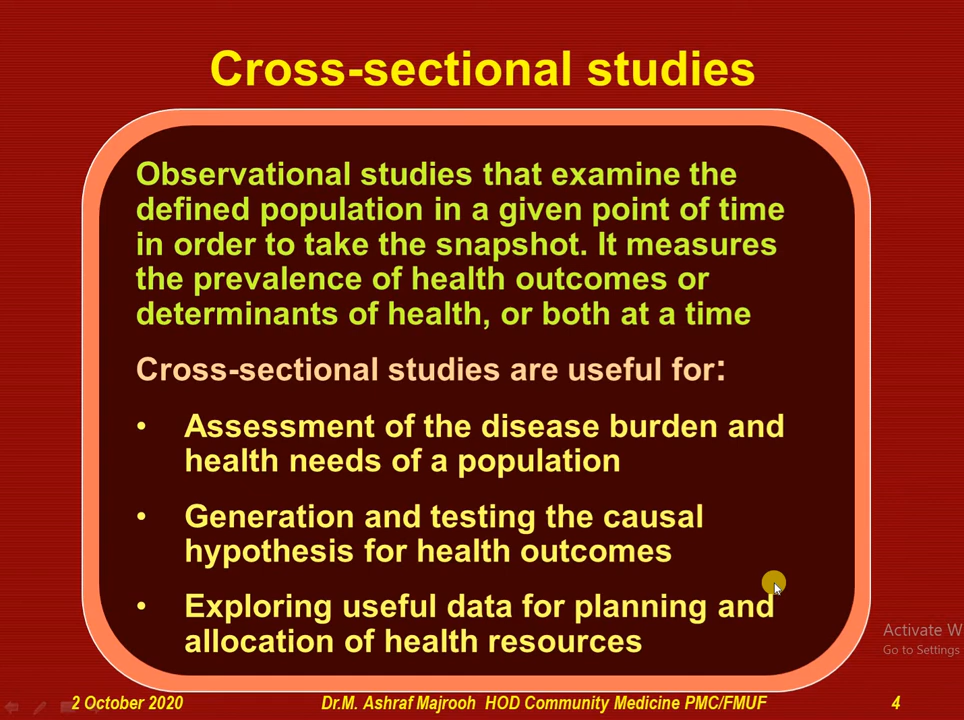 Cross-sectional studies
Observational studies that examine the
defined population in a given point of time
in order to take the snapshot. It measures
the prevalence of health outcomes or
determinants of health, or both at a time
Cross-sectional studies are useful for:
• Assessment of the disease burden and
health needs of a population
• Generation and testing the causal
hypothesis for health outcomes
• Exploring useful data for planning and
allocation of health resources
Activate W
Go to Settings
2 October 2020 Dr.M. Ashraf Majrooh HOD Community Medicine PMC/FMUF 4